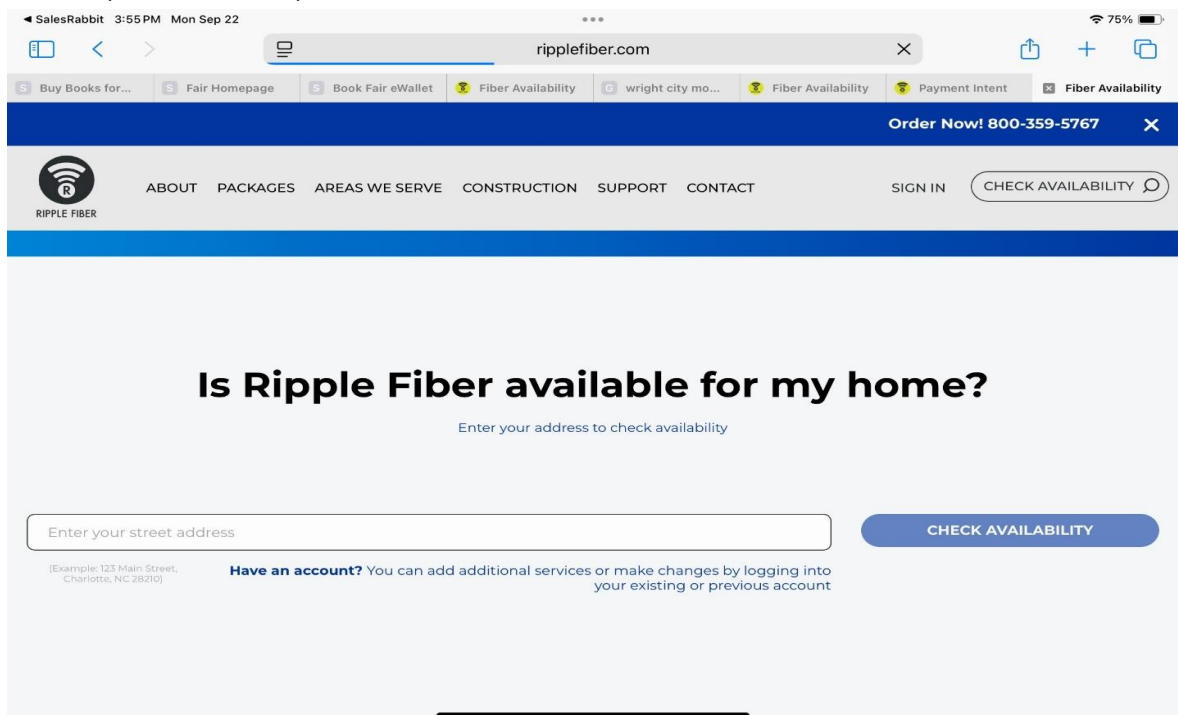 SalesRabbit 3:55 PM Mon Sep 22
75%
ripplefiber.com
S Buy Books for...
S Fair Homepage
S Book Fair eWallet
Fiber Availability
G wright city mo...
Fiber Availability
Payment Intent
Fiber Availability
Order Now! 800-359-5767
R
RIPPLE FIBER
ABOUT PACKAGES AREAS WE SERVE CONSTRUCTION SUPPORT CONTACT
SIGN IN CHECK AVAILABILITY
Is Ripple Fiber available for my home?
Enter your address to check availability
Enter your street address
CHECK AVAILABILITY
(Example: 123 Main Street,
Charlotte, NC 28210)
Have an account? You can add additional services or make changes by logging into
your existing or previous account